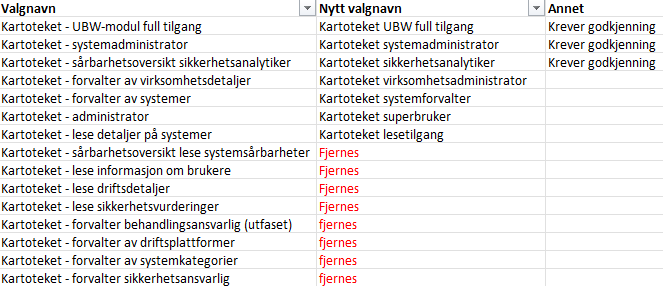 Valgnavn Nytt valgnavn Annet
Kartoteket - UBW-modul full tilgang Kartoteket UBW full tilgang Krever godkjenning
Kartoteket - systemadministrator Kartoteket systemadministrator Krever godkjenning
Kartoteket - sårbarhetsoversikt sikkerhetsanalytiker Kartoteket sikkerhetsanalytiker Krever godkjenning
Kartoteket - forvalter av virksomhetsdetaljer Kartoteket virksomhetsadministrator
Kartoteket - forvalter av systemer Kartoteket systemforvalter
Kartoteket - administrator Kartoteket superbruker
Kartoteket - lese detaljer på systemer Kartoteket lesetilgang
Kartoteket - sårbarhetsoversikt lese systemsårbarheter Fjernes
Kartoteket - lese informasjon om brukere Fjernes
Kartoteket - lese driftsdetaljer Fjernes
Kartoteket - lese sikkerhetsvurderinger Fjernes
Kartoteket - forvalter behandlingsansvarlig (utfaset) fjernes
Kartoteket - forvalter av driftsplattformer fjernes
Kartoteket - forvalter av systemkategorier fjernes
Kartoteket - forvalter sikkerhetsansvarlig fjernes